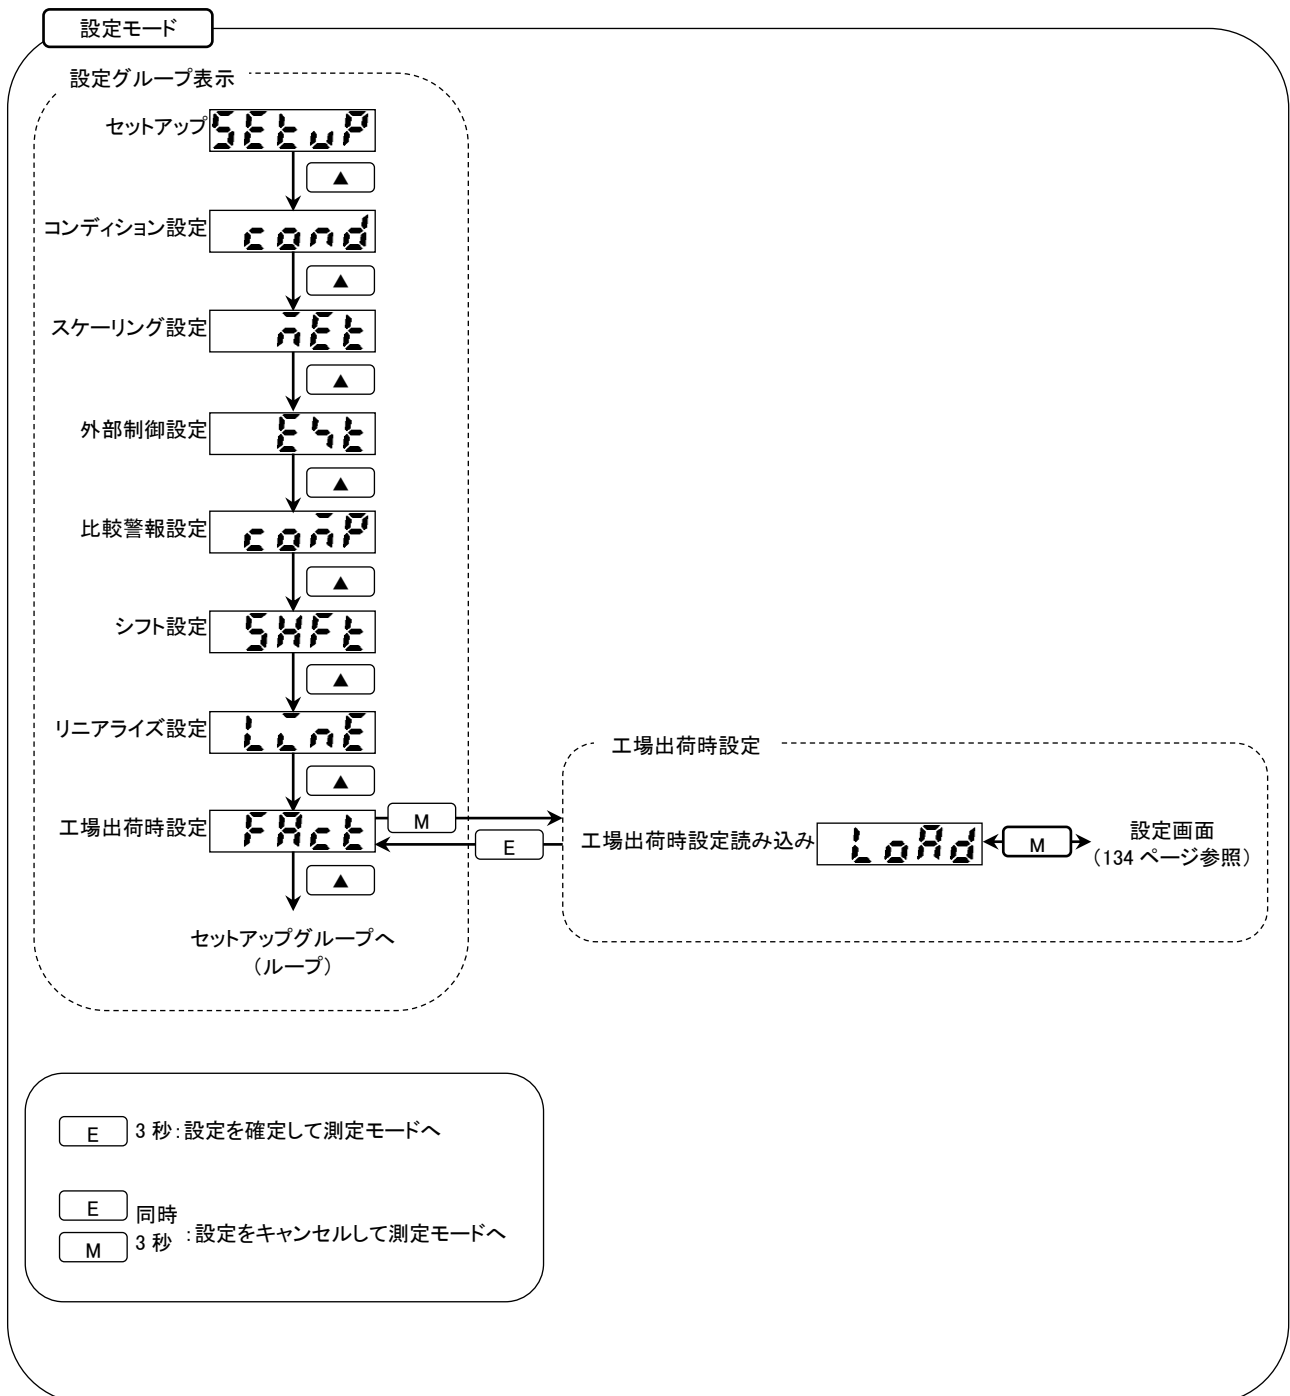 設定モード
設定グループ表示
セットアップ SEtuP
▲
コンディション設定 cond
▲
スケーリング設定 mEt
▲
外部制御設定 Ext
▲
比較警報設定 comP
▲
シフト設定 SHFt
▲
リニアライズ設定 LinE
▲
工場出荷時設定 FAct
M
E
▲
セットアップグループへ
（ループ）
工場出荷時設定
工場出荷時設定読み込み LoAd
M
設定画面
（134 ページ参照）
E 3 秒：設定を確定して測定モードへ
E 同時
M 3 秒 ：設定をキャンセルして測定モードへ